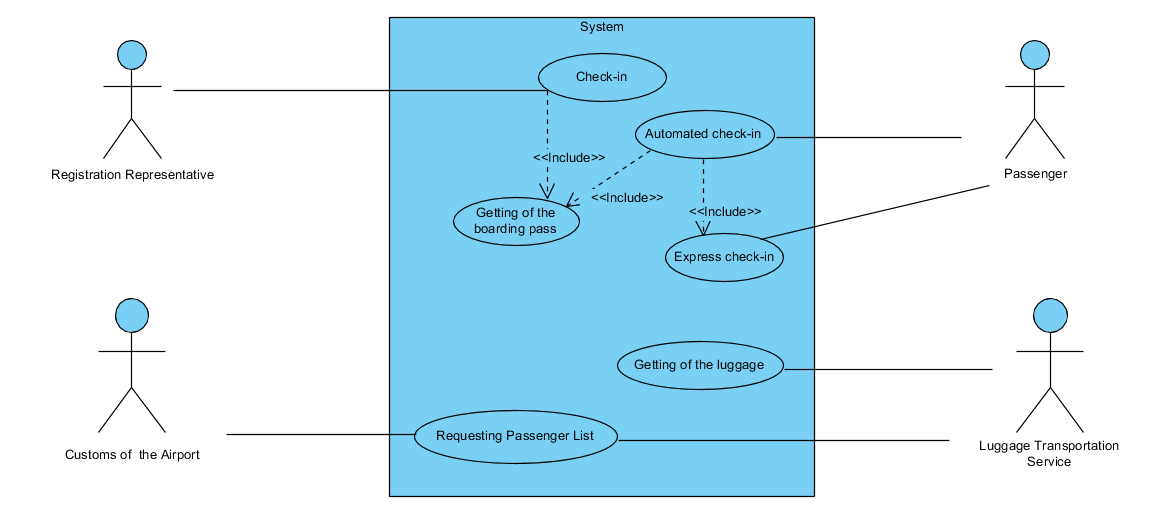 System
Check-in
Automated check-in
<<Include>>
Registration Representative
Passenger
<<Include>>
<<Include>>
Getting of the
boarding pass
Express check-in
Getting of the luggage
Requesting Passenger List
Customs of  the Airport
Luggage Transportation
Service